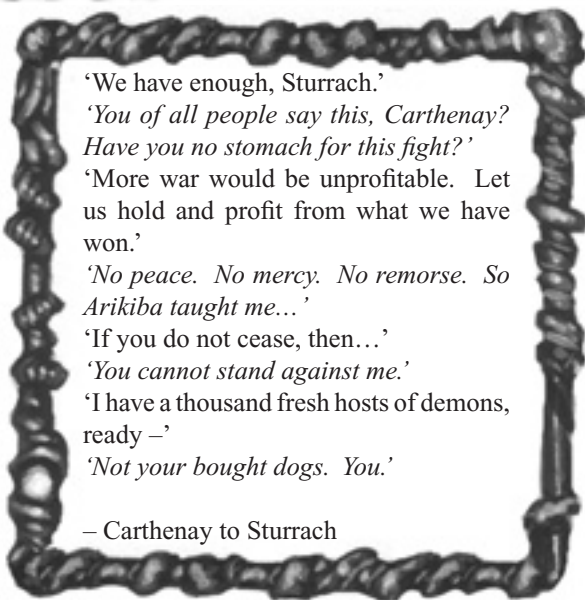 ‘We have enough, Sturrach.’
‘You of all people say this, Carthenay?
Have you no stomach for this fight?’
‘More war would be unprofitable. Let
us hold and profit from what we have
won.’
‘No peace. No mercy. No remorse. So
Arikiba taught me…’
‘If you do not cease, then…’
‘You cannot stand against me.’
‘I have a thousand fresh hosts of demons,
ready –’
‘Not your bought dogs. You.’
– Carthenay to Sturrach